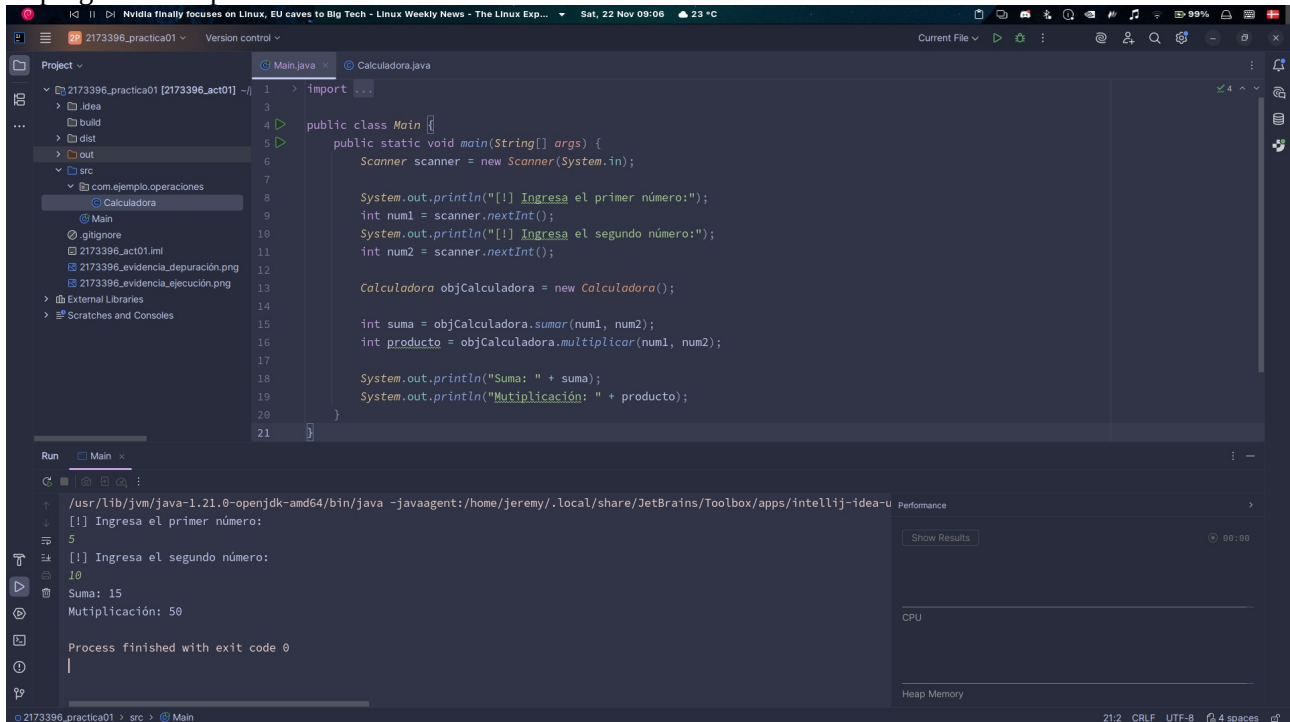 Nvidia finally focuses on Linux, EU caves to Big Tech - Linux Weekly News - The Linux Exp... Sat, 22 Nov 09:06 23 °C 99%
2P 2173396_practica01 Version control Current File
Project
Main.java
Calculadora.java
2173396_practica01 [2173396_act01]
.idea
build
dist
out
src
com.ejemplo.operaciones
Calculadora
Main
.gitignore
2173396_act01.iml
2173396_evidencia_depuración.png
2173396_evidencia_ejecución.png
External Libraries
Scratches and Consoles
4
1 import ...
3
4 public class Main {
5 public static void main(String[] args) {
6 Scanner scanner = new Scanner(System.in);
7
8 System.out.println("[!] Ingresa el primer número:");
9 int num1 = scanner.nextInt();
10 System.out.println("[!] Ingresa el segundo número:");
11 int num2 = scanner.nextInt();
12
13 Calculadora objCalculadora = new Calculadora();
14
15 int suma = objCalculadora.sumar(num1, num2);
16 int producto = objCalculadora.multiplicar(num1, num2);
17
18 System.out.println("Suma: " + suma);
19 System.out.println("Mutiplicación: " + producto);
20 }
21 }
Run Main
/usr/lib/jvm/java-1.21.0-openjdk-amd64/bin/java -javaagent:/home/jeremy/.local/share/JetBrains/Toolbox/apps/intellij-idea-u
[!] Ingresa el primer número:
5
[!] Ingresa el segundo número:
10
Suma: 15
Mutiplicación: 50
Process finished with exit code 0
Performance
Show Results 00:00
CPU
Heap Memory
2173396_practica01 > src > Main 21:2 CRLF UTF-8 4 spaces